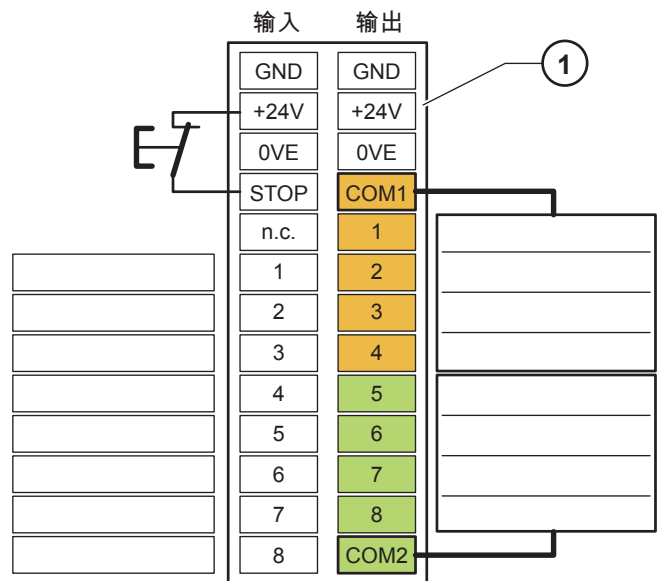 输入 输出
GND GND
1
+24V +24V
0VE 0VE
STOP COM1
n.c. 1
1 2
2 3
3 4
4 5
5 6
6 7
7 8
8 COM2